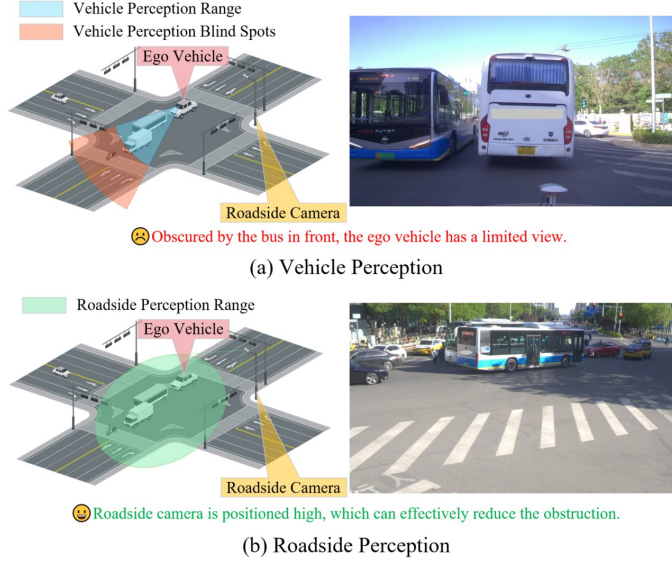 Vehicle Perception Range
Vehicle Perception Blind Spots
Ego Vehicle
Roadside Camera
Obscured by the bus in front, the ego vehicle has a limited view.
(a) Vehicle Perception
Roadside Perception Range
Ego Vehicle
Roadside Camera
Roadside camera is positioned high, which can effectively reduce the obstruction.
(b) Roadside Perception